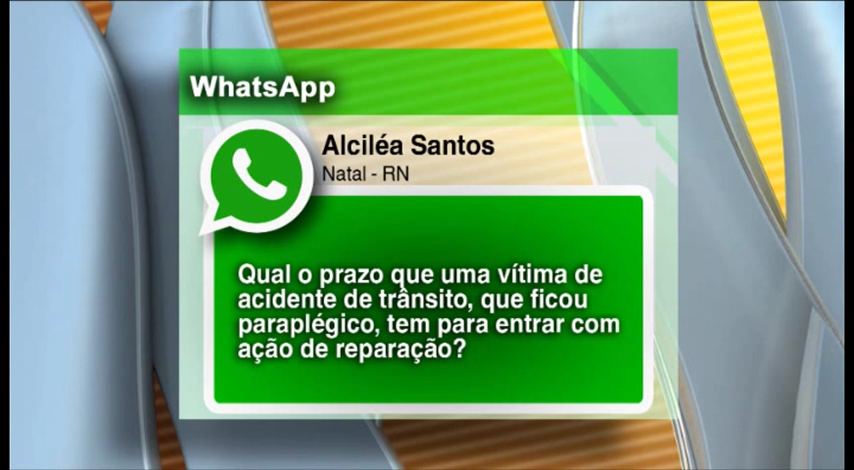 WhatsApp
Alciléa Santos
Natal - RN
Qual o prazo que uma vítima de
acidente de trânsito, que ficou
paraplégico, tem para entrar com
ação de reparação?